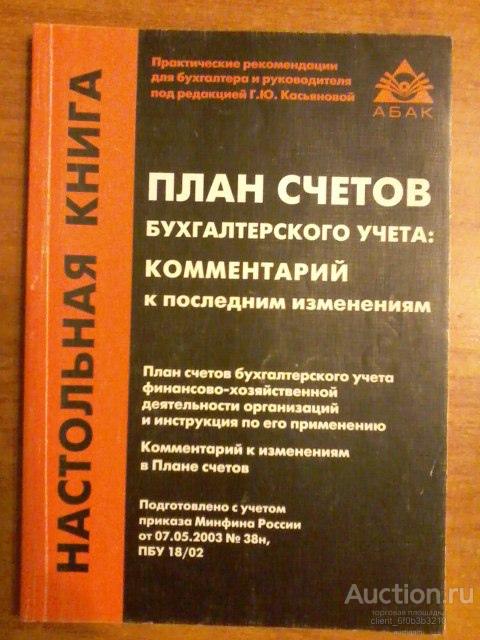 НАСТОЛЬНАЯ КНИГА
Практические рекомендации
для бухгалтера и руководителя
под редакцией Г.Ю. Касьяновой
АБАК
ПЛАН СЧЕТОВ
БУХГАЛТЕРСКОГО УЧЕТА:
КОММЕНТАРИЙ
К ПОСЛЕДНИМ ИЗМЕНЕНИЯМ
План счетов бухгалтерского учета
финансово-хозяйственной
деятельности организаций
и инструкция по его применению
Комментарий к изменениям
в Плане счетов
Подготовлено с учетом
приказа Минфина России
от 07.05.2003 № 38н,
ПБУ 18/02
Auction.ru
торговая площадка
client_6f0b3b3210